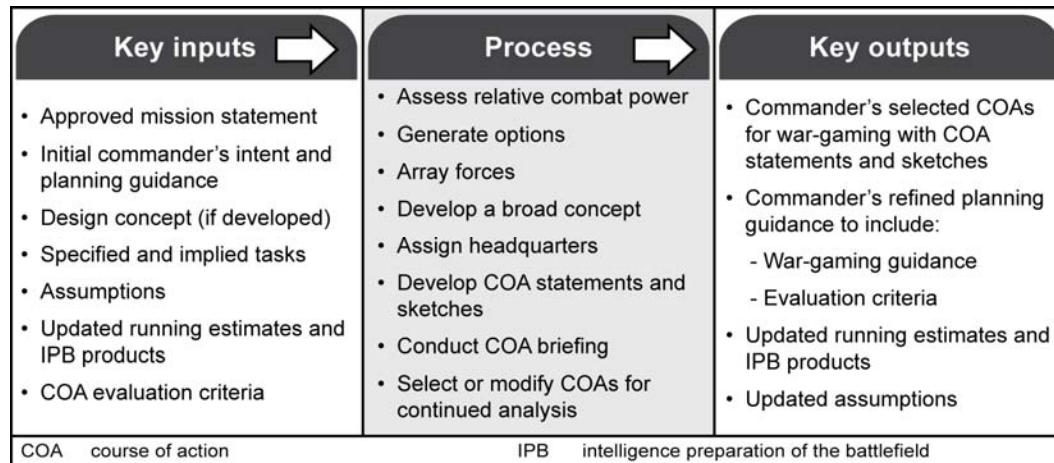 Key inputs
• Approved mission statement
• Initial commander's intent and
planning guidance
• Design concept (if developed)
• Specified and implied tasks
• Assumptions
• Updated running estimates and
IPB products
• COA evaluation criteria
Process
• Assess relative combat power
• Generate options
• Array forces
• Develop a broad concept
• Assign headquarters
• Develop COA statements and
sketches
• Conduct COA briefing
• Select or modify COAs for
continued analysis
Key outputs
• Commander's selected COAs
for war-gaming with COA
statements and sketches
• Commander's refined planning
guidance to include:
- War-gaming guidance
- Evaluation criteria
• Updated running estimates and
IPB products
• Updated assumptions
COA course of action IPB intelligence preparation of the battlefield